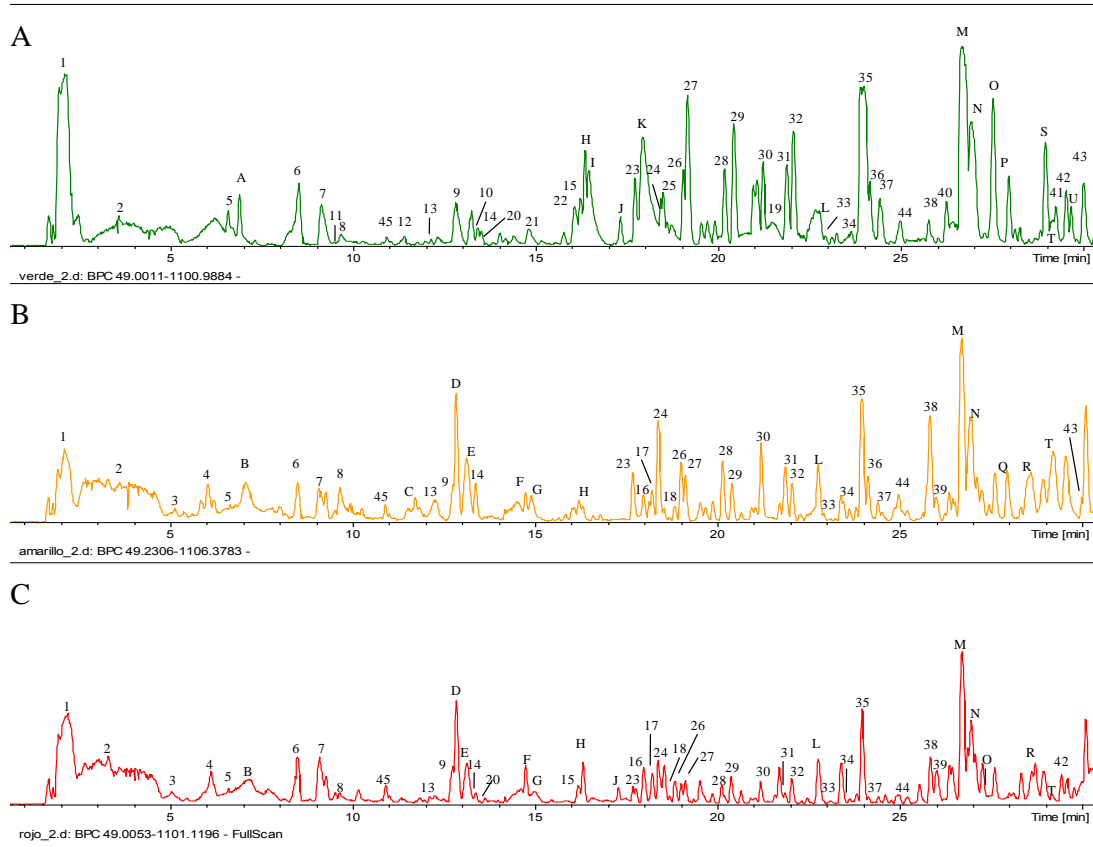 A
1 2 5 A 6 7 11 8 45 12 13 9 10 14 20 21 22 15 H I J 23 K 24 25 26 27 28 29 30 19 31 32 L 33 34 35 36 37 44 38 40 M N O P S T 41 42 U 43
5 10 15 20 25 Time [min]
verde_2.d: BPC 49.0011-1100.9884 -
B
1 2 3 4 5 B 6 7 8 45 C 13 9 D E 14 F G H 23 16 17 24 18 26 27 28 29 30 31 32 L 33 34 35 36 37 44 38 39 M N Q R T 43
5 10 15 20 25 Time [min]
amarillo_2.d: BPC 49.2306-1106.3783 -
C
1 2 3 4 5 B 6 7 8 45 13 9 D E 14 20 F G 15 H J 23 16 17 24 18 26 27 28 29 30 31 32 L 33 34 35 37 44 38 39 M N O R T 42
5 10 15 20 25 Time [min]
rojo_2.d: BPC 49.0053-1101.1196 - FullScan